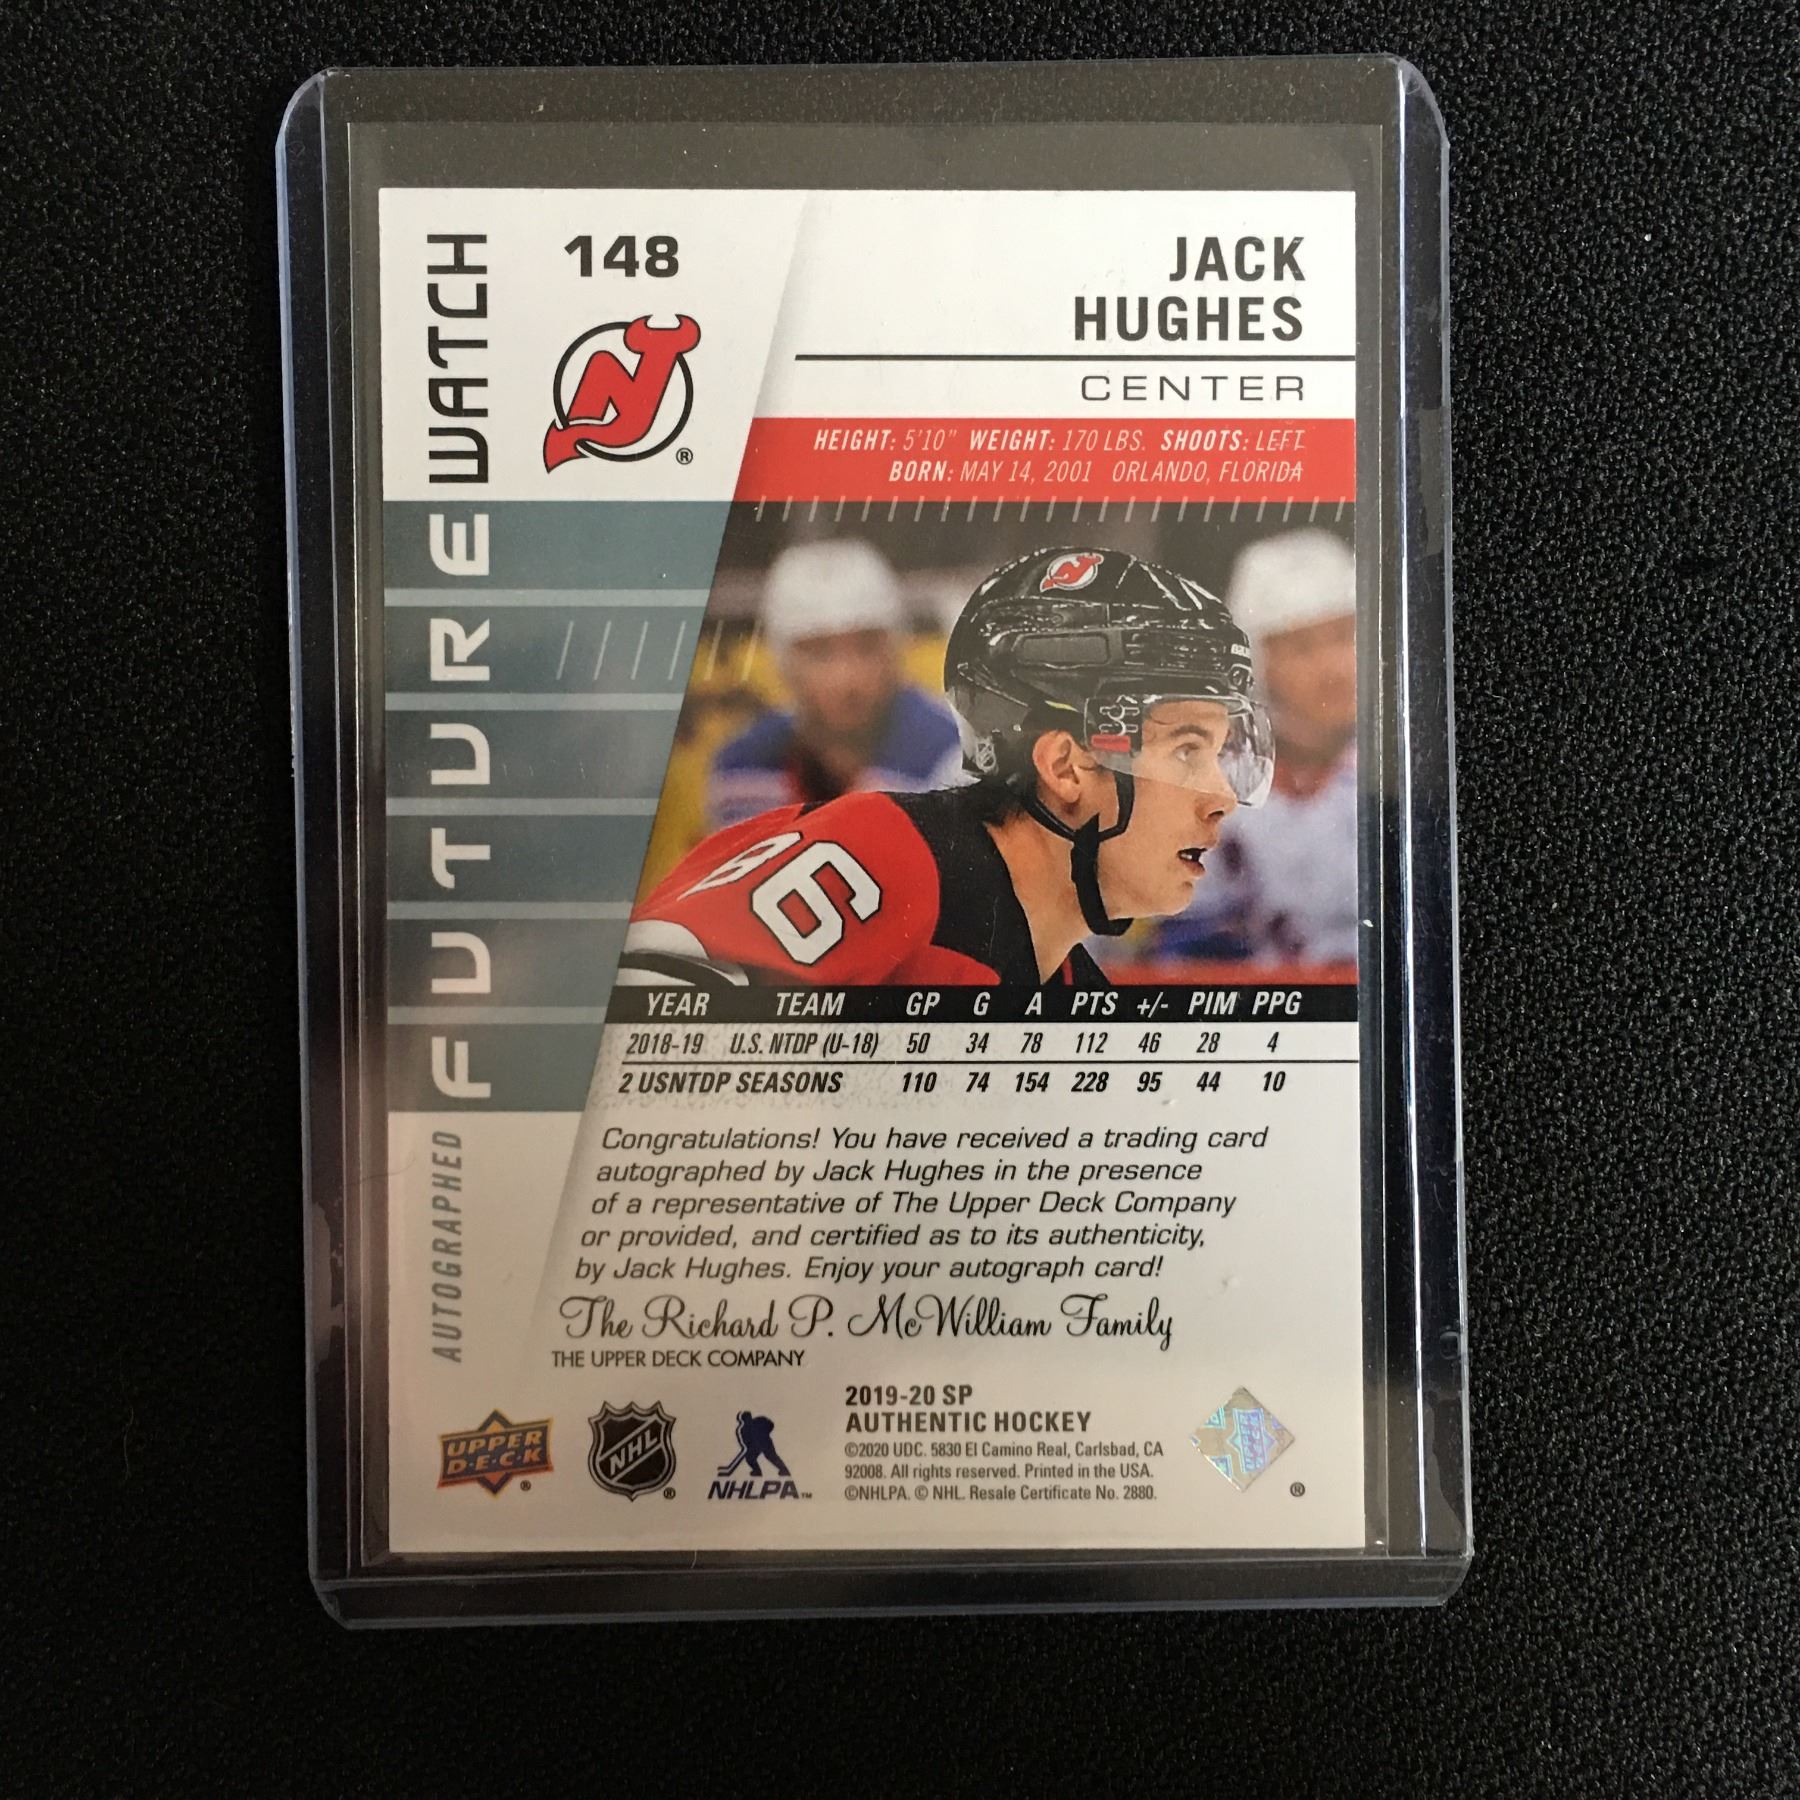 148
JACK
HUGHES
CENTER
HEIGHT: 5'10" WEIGHT: 170 LBS. SHOOTS: LEFT
BORN: MAY 14, 2001 ORLANDO, FLORIDA
AUTOGRAPHED FUTURE WATCH
86
YEAR TEAM GP G A PTS +/- PIM PPG
2018-19 U.S. NTDP (U-18) 50 34 78 112 46 28 4
2 USNTDP SEASONS 110 74 154 228 95 44 10
Congratulations! You have received a trading card
autographed by Jack Hughes in the presence
of a representative of The Upper Deck Company
or provided, and certified as to its authenticity,
by Jack Hughes. Enjoy your autograph card!
The Richard P. McWilliam Family
THE UPPER DECK COMPANY
UPPER
D·E·C·K ®
NHL ®
NHLPA™
2019-20 SP
AUTHENTIC HOCKEY
©2020 UDC. 5830 El Camino Real, Carlsbad, CA
92008. All rights reserved. Printed in the USA.
©NHLPA. © NHL. Resale Certificate No. 2880.
®